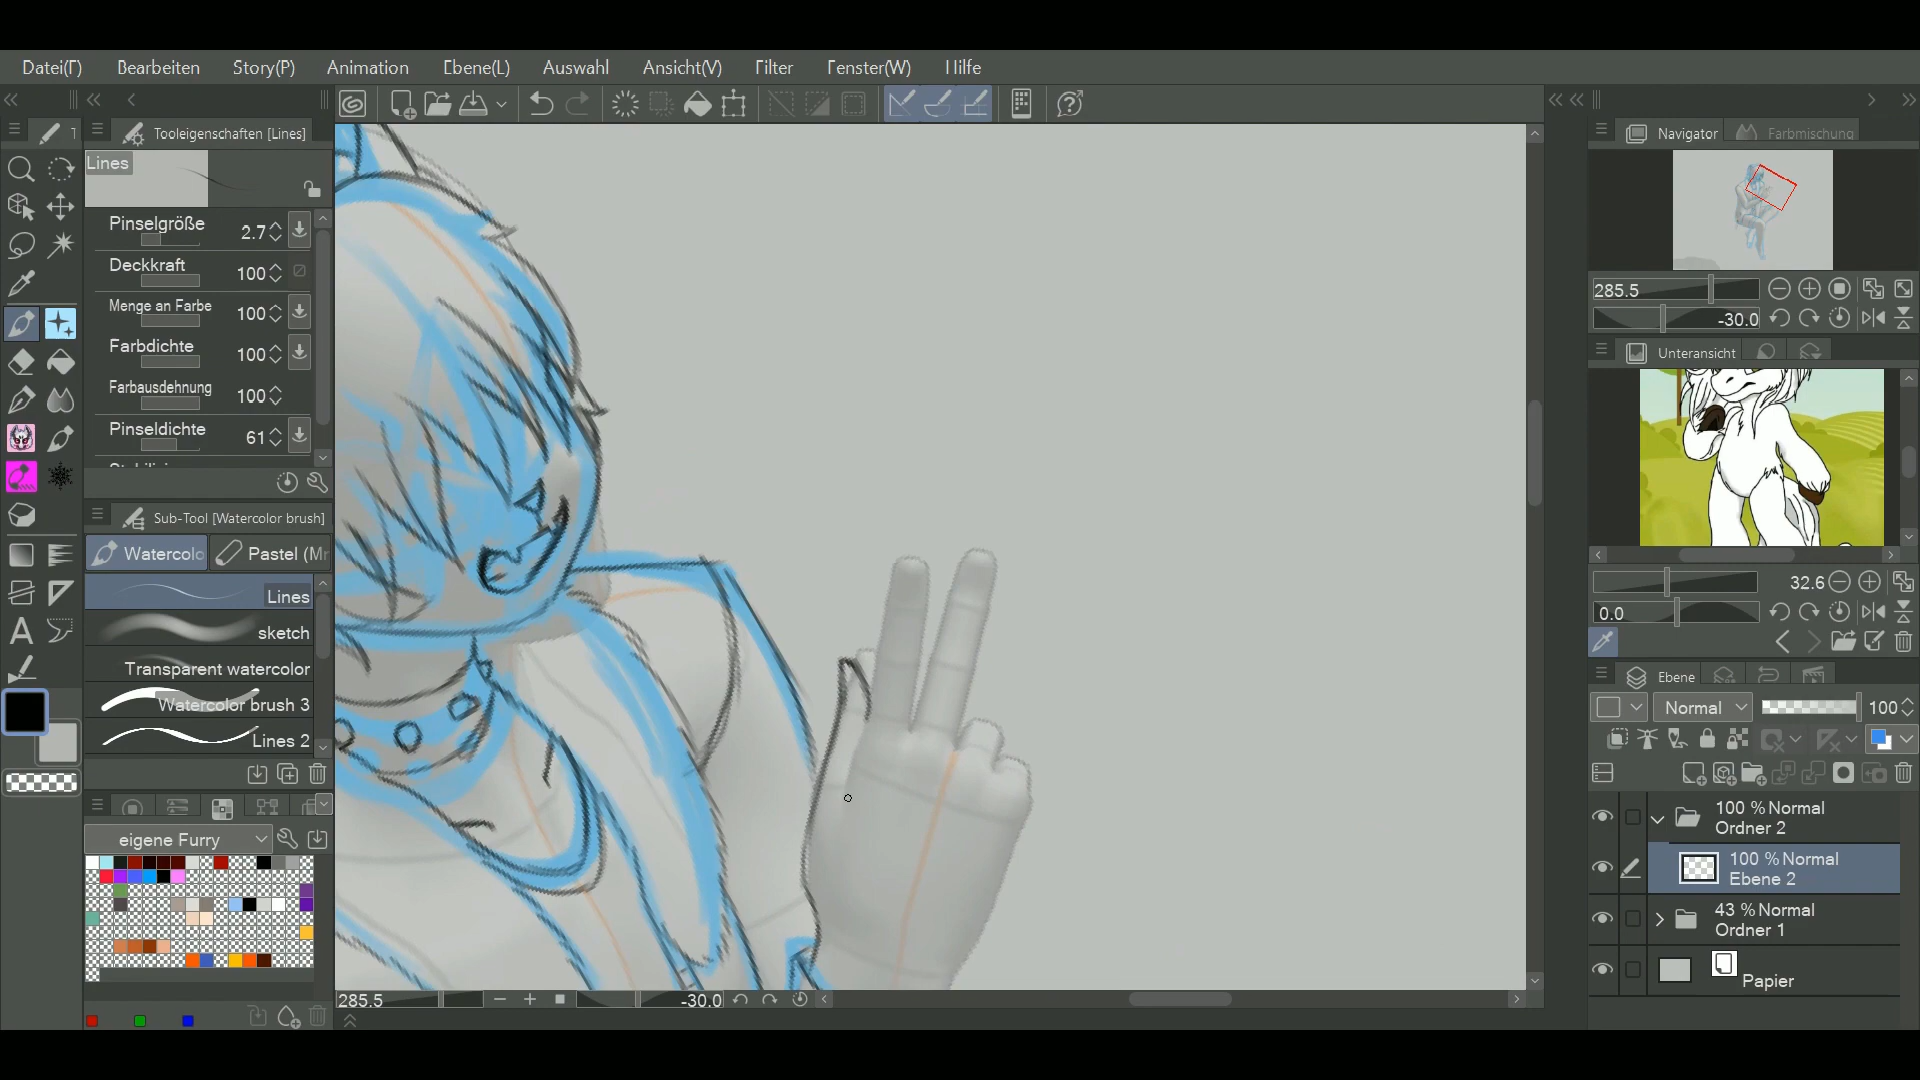 Datei(F) Bearbeiten Story(P) Animation Ebene(L) Auswahl Ansicht(V) Filter Fenster(W) Hilfe
Tooleigenschaften [Lines]
Lines
Pinselgröße 2.7
Deckkraft 100
Menge an Farbe 100
Farbdichte 100
Farbausdehnung 100
Pinseldichte 61
Sub-Tool [Watercolor brush]
Watercolo Pastel (Mr
Lines
sketch
Transparent watercolor
Watercolor brush 3
Lines 2
eigene Furry
285.5 -30.0
Navigator Farbmischung
285.5
-30.0
Unteransicht
32.6
0.0
Ebene
Normal 100
100 % Normal
Ordner 2
100 % Normal
Ebene 2
43 % Normal
Ordner 1
Papier